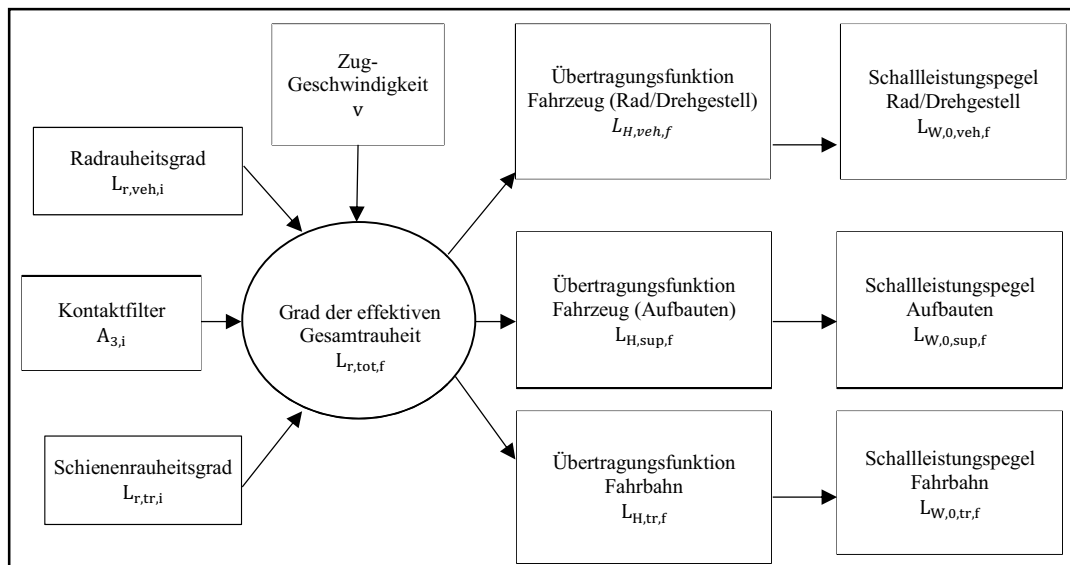 Zug-
Geschwindigkeit
v
Radrauheitsgrad
L_{r,veh,i}
Kontaktfilter
A_{3,i}
Schienenrauheitsgrad
L_{r,tr,i}
Grad der effektiven
Gesamtrauheit
L_{r,tot,f}
Übertragungsfunktion
Fahrzeug (Rad/Drehgestell)
L_{H,veh,f}
Schallleistungspegel
Rad/Drehgestell
L_{W,0,veh,f}
Übertragungsfunktion
Fahrzeug (Aufbauten)
L_{H,sup,f}
Schallleistungspegel
Aufbauten
L_{W,0,sup,f}
Übertragungsfunktion
Fahrbahn
L_{H,tr,f}
Schallleistungspegel
Fahrbahn
L_{W,0,tr,f}